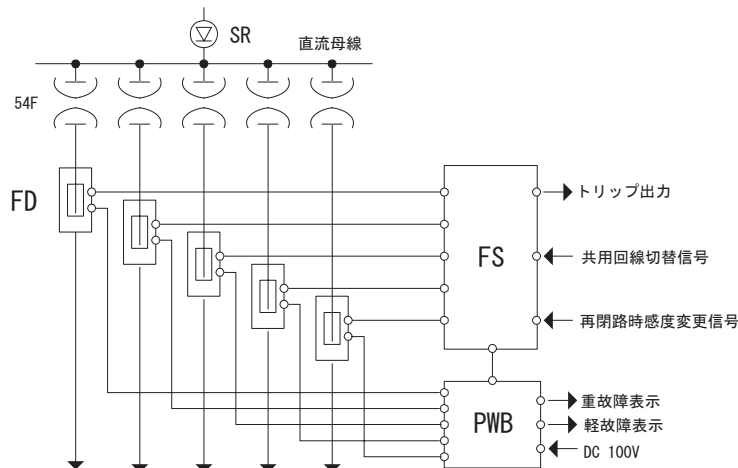 SR
直流母線
54F
FD
FS
トリップ出力
共用回線切替信号
再閉路時感度変更信号
PWB
重故障表示
軽故障表示
DC 100V